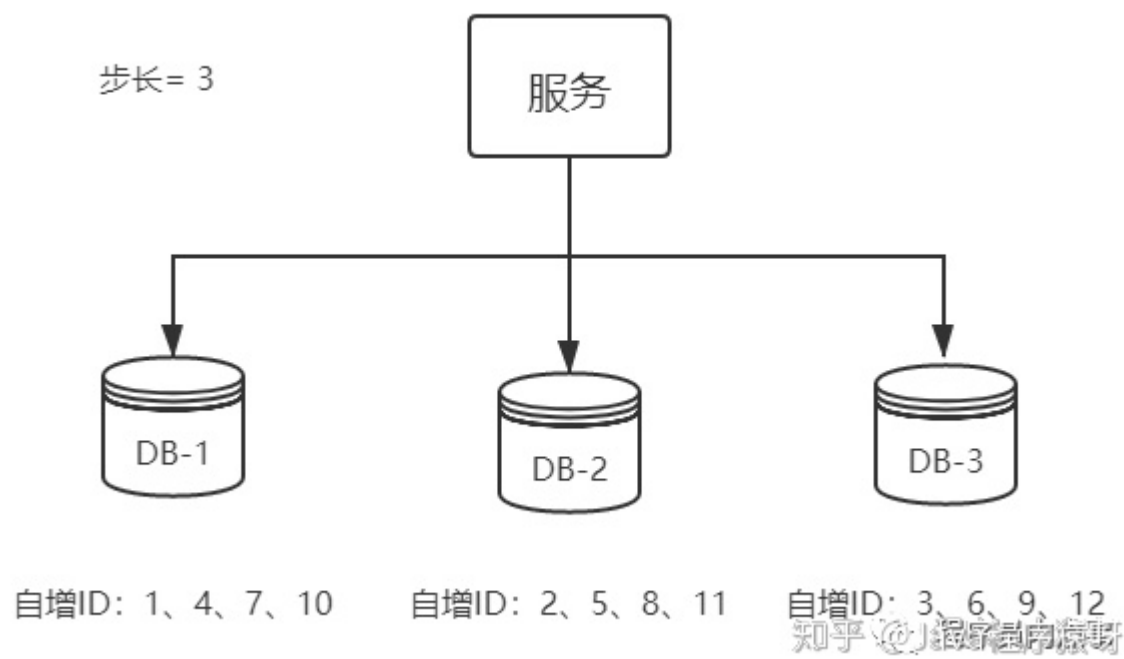 步长= 3
服务
DB-1
DB-2
DB-3
自增ID：1、4、7、10
自增ID：2、5、8、11
自增ID：3、6、9、12
知乎